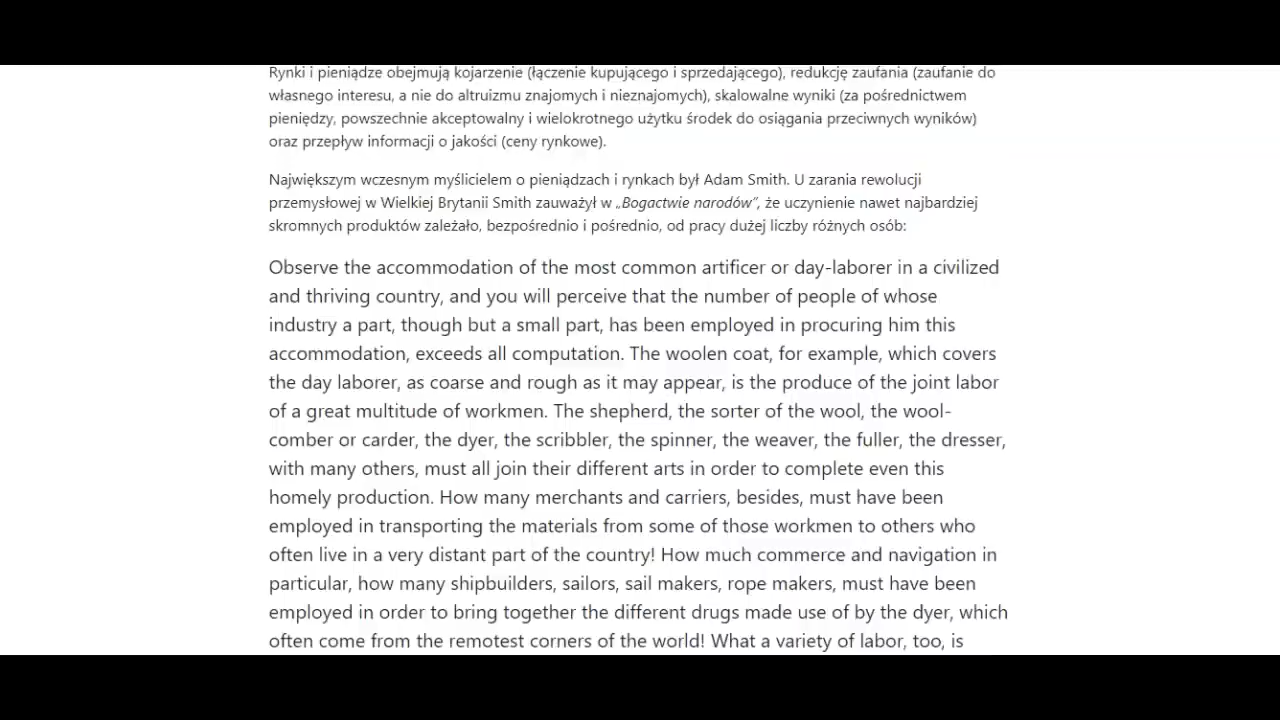 Rynki i pieniądze obejmują kojarzenie (łączenie kupującego i sprzedającego), redukcję zaufania (zaufanie do
własnego interesu, a nie do altruizmu znajomych i nieznajomych), skalowalne wyniki (za pośrednictwem
pieniędzy, powszechnie akceptowalny i wielokrotnego użytku środek do osiągania przeciwnych wyników)
oraz przepływ informacji o jakości (ceny rynkowe).
Największym wczesnym myślicielem o pieniądzach i rynkach był Adam Smith. U zarania rewolucji
przemysłowej w Wielkiej Brytanii Smith zauważył w „Bogactwie narodów”, że uczynienie nawet najbardziej
skromnych produktów zależało, bezpośrednio i pośrednio, od pracy dużej liczby różnych osób:
Observe the accommodation of the most common artificer or day-laborer in a civilized
and thriving country, and you will perceive that the number of people of whose
industry a part, though but a small part, has been employed in procuring him this
accommodation, exceeds all computation. The woolen coat, for example, which covers
the day laborer, as coarse and rough as it may appear, is the produce of the joint labor
of a great multitude of workmen. The shepherd, the sorter of the wool, the wool-
comber or carder, the dyer, the scribbler, the spinner, the weaver, the fuller, the dresser,
with many others, must all join their different arts in order to complete even this
homely production. How many merchants and carriers, besides, must have been
employed in transporting the materials from some of those workmen to others who
often live in a very distant part of the country! How much commerce and navigation in
particular, how many shipbuilders, sailors, sail makers, rope makers, must have been
employed in order to bring together the different drugs made use of by the dyer, which
often come from the remotest corners of the world! What a variety of labor, too, is